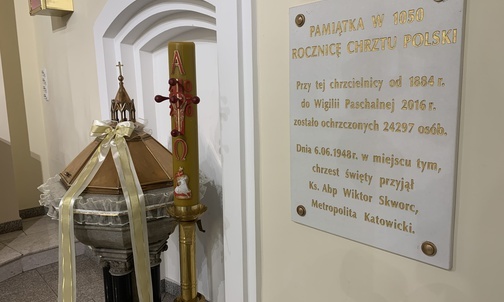 PAMIĄTKA W 1050
ROCZNICĘ CHRZTU POLSKI
Przy tej chrzcielnicy od 1884 r.
do Wigilii Paschalnej 2016 r.
zostało ochrzczonych 24297 osób.
Dnia 6.06.1948 r. w miejscu tym,
chrzest święty przyjął
Ks. Abp Wiktor Skworc,
Metropolita Katowicki.
A